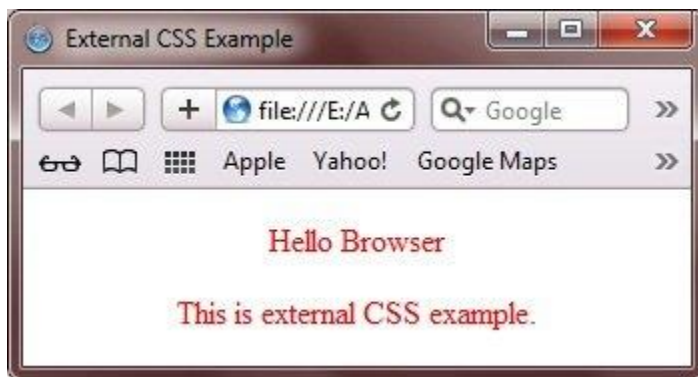 External CSS Example
file:///E:/A
Google
Apple Yahoo! Google Maps
Hello Browser
This is external CSS example.